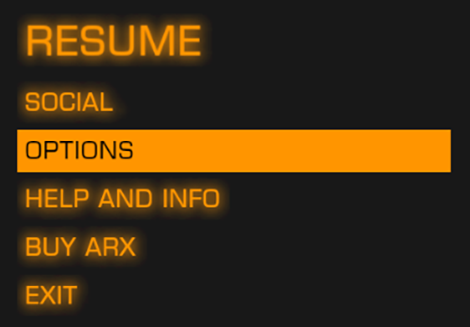 RESUME
SOCIAL
OPTIONS
HELP AND INFO
BUY ARX
EXIT